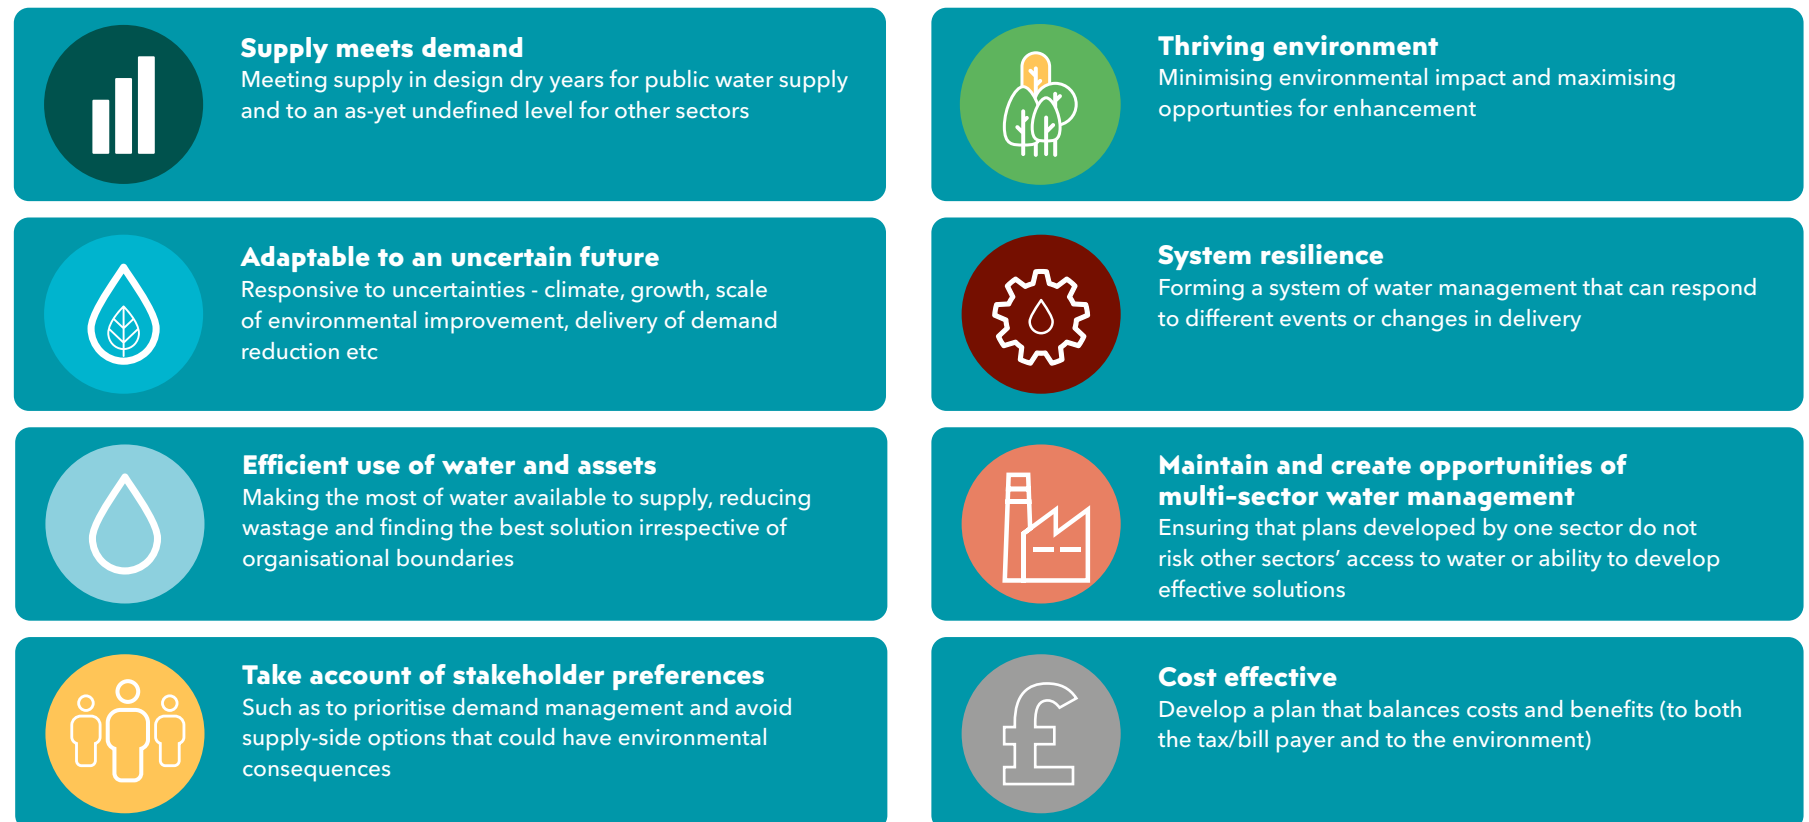 Supply meets demand
Meeting supply in design dry years for public water supply
and to an as-yet undefined level for other sectors
Thriving environment
Minimising environmental impact and maximising
opportunties for enhancement
Adaptable to an uncertain future
Responsive to uncertainties - climate, growth, scale
of environmental improvement, delivery of demand
reduction etc
System resilience
Forming a system of water management that can respond
to different events or changes in delivery
Efficient use of water and assets
Making the most of water available to supply, reducing
wastage and finding the best solution irrespective of
organisational boundaries
Maintain and create opportunities of
multi-sector water management
Ensuring that plans developed by one sector do not
risk other sectors’ access to water or ability to develop
effective solutions
Take account of stakeholder preferences
Such as to prioritise demand management and avoid
supply-side options that could have environmental
consequences
Cost effective
Develop a plan that balances costs and benefits (to both
the tax/bill payer and to the environment)